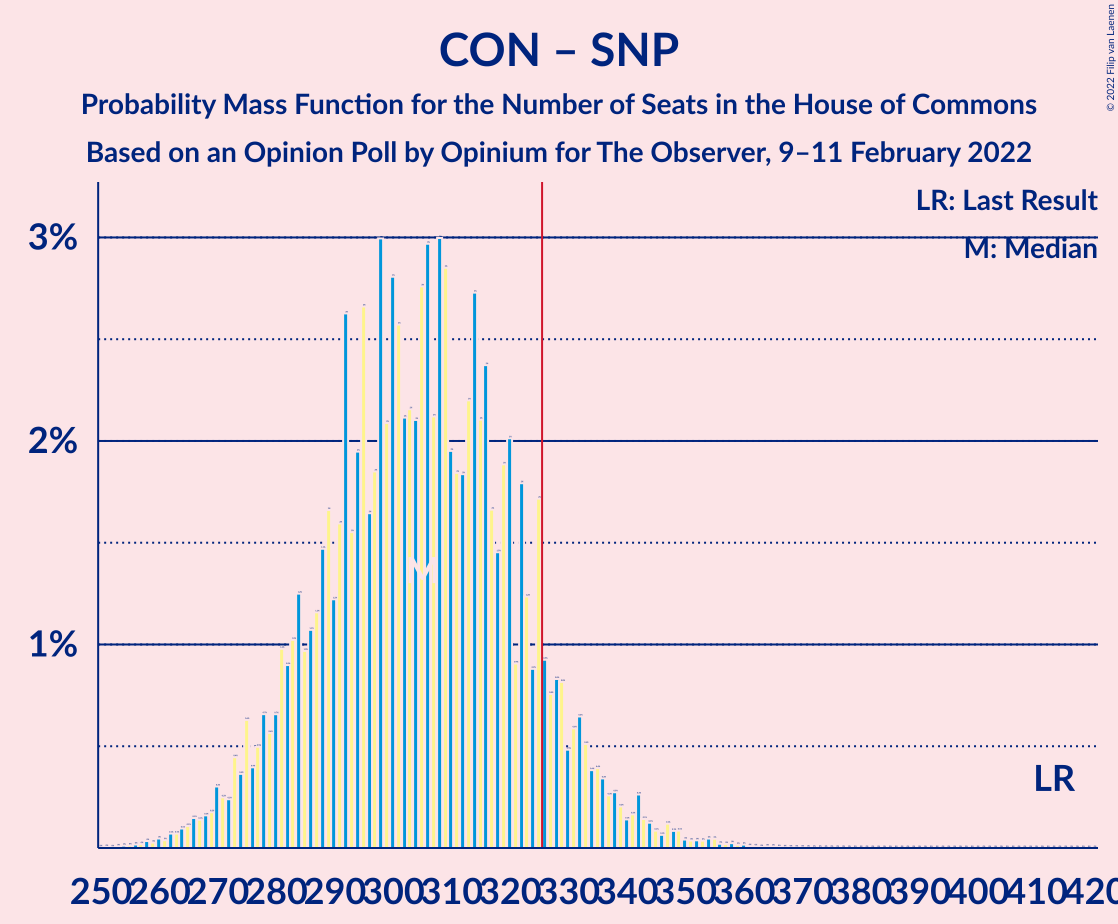 CON – SNP
Probability Mass Function for the Number of Seats in the House of Commons
Based on an Opinion Poll by Opinium for The Observer, 9–11 February 2022
© 2022 Filip van Laenen
LR: Last Result
M: Median
3%
2%
1%
M
LR
250 260 270 280 290 300 310 320 330 340 350 360 370 380 390 400 410 420